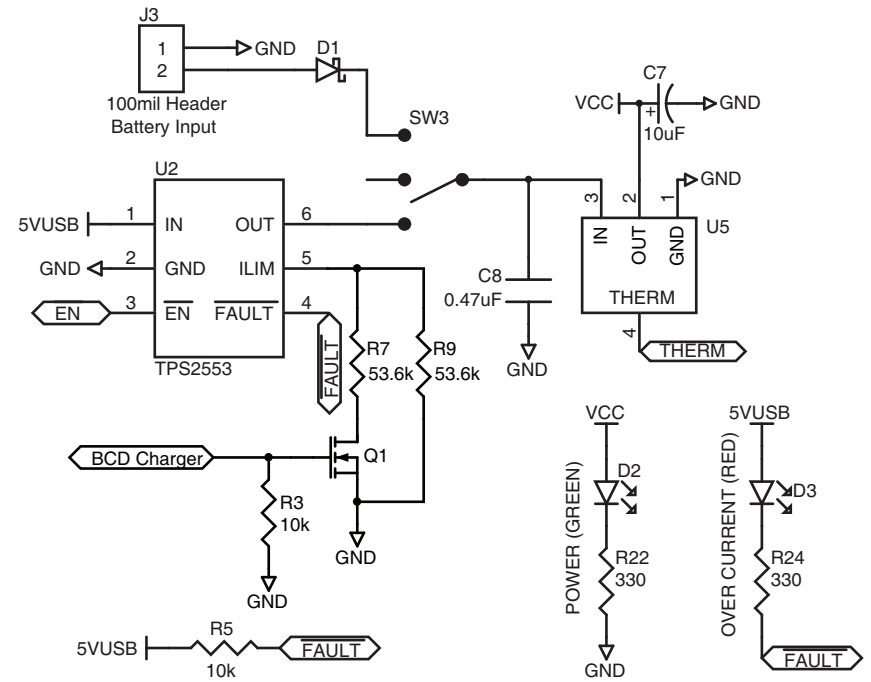 J3
1
2
GND
D1
100mil Header
Battery Input
SW3
C7
VCC
+
10uF
GND
U2
5VUSB
1
IN
OUT
6
GND
2
GND
ILIM
5
EN
3
EN
FAULT
4
TPS2553
FAULT
R7
53.6k
R9
53.6k
C8
0.47uF
GND
3
2
1
GND
U5
IN
OUT
GND
THERM
4
THERM
BCD Charger
Q1
R3
10k
GND
GND
VCC
D2
POWER (GREEN)
R22
330
GND
5VUSB
D3
OVER CURRENT (RED)
R24
330
FAULT
5VUSB
R5
10k
FAULT